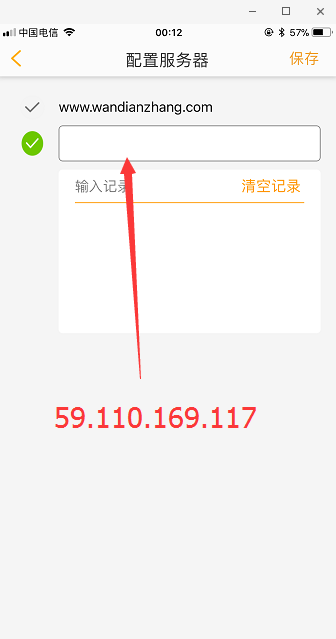 中国电信 00:12 57%
配置服务器 保存
www.wandianzhang.com
输入记录 清空记录
59.110.169.117